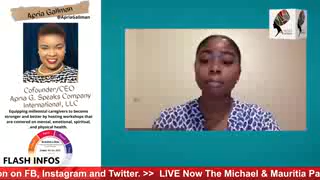 Apria Gallman
@AprilGallman
Cofounder/CEO
Apria G. Speaks Company
International, LLC
Equipping millennial caregivers to become
stronger and better by hosting workshops that
are centered on mental, emotional, spiritual,
and physical health.
FLASH INFOS
on on FB, Instagram and Twitter. >> LIVE Now The Michael & Mauritia Pa